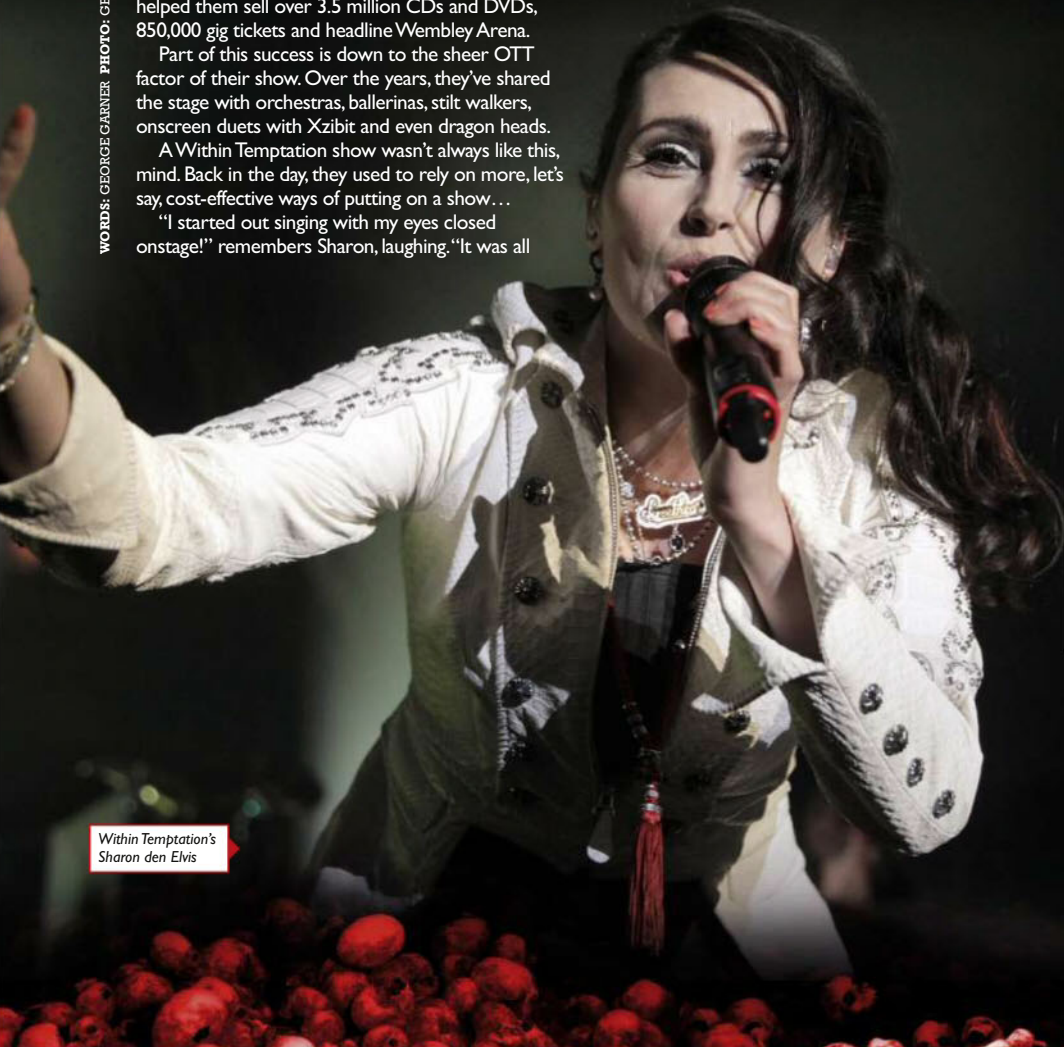 helped them sell over 3.5 million CDs and DVDs,
850,000 gig tickets and headline Wembley Arena.
Part of this success is down to the sheer OTT
factor of their show. Over the years, they’ve shared
the stage with orchestras, ballerinas, stilt walkers,
onscreen duets with Xzibit and even dragon heads.
A Within Temptation show wasn’t always like this,
mind. Back in the day, they used to rely on more, let’s
say, cost-effective ways of putting on a show…
“I started out singing with my eyes closed
onstage!” remembers Sharon, laughing. “It was all
WORDS: GEORGE GARNER PHOTO:
Within Temptation’s
Sharon den Elvis